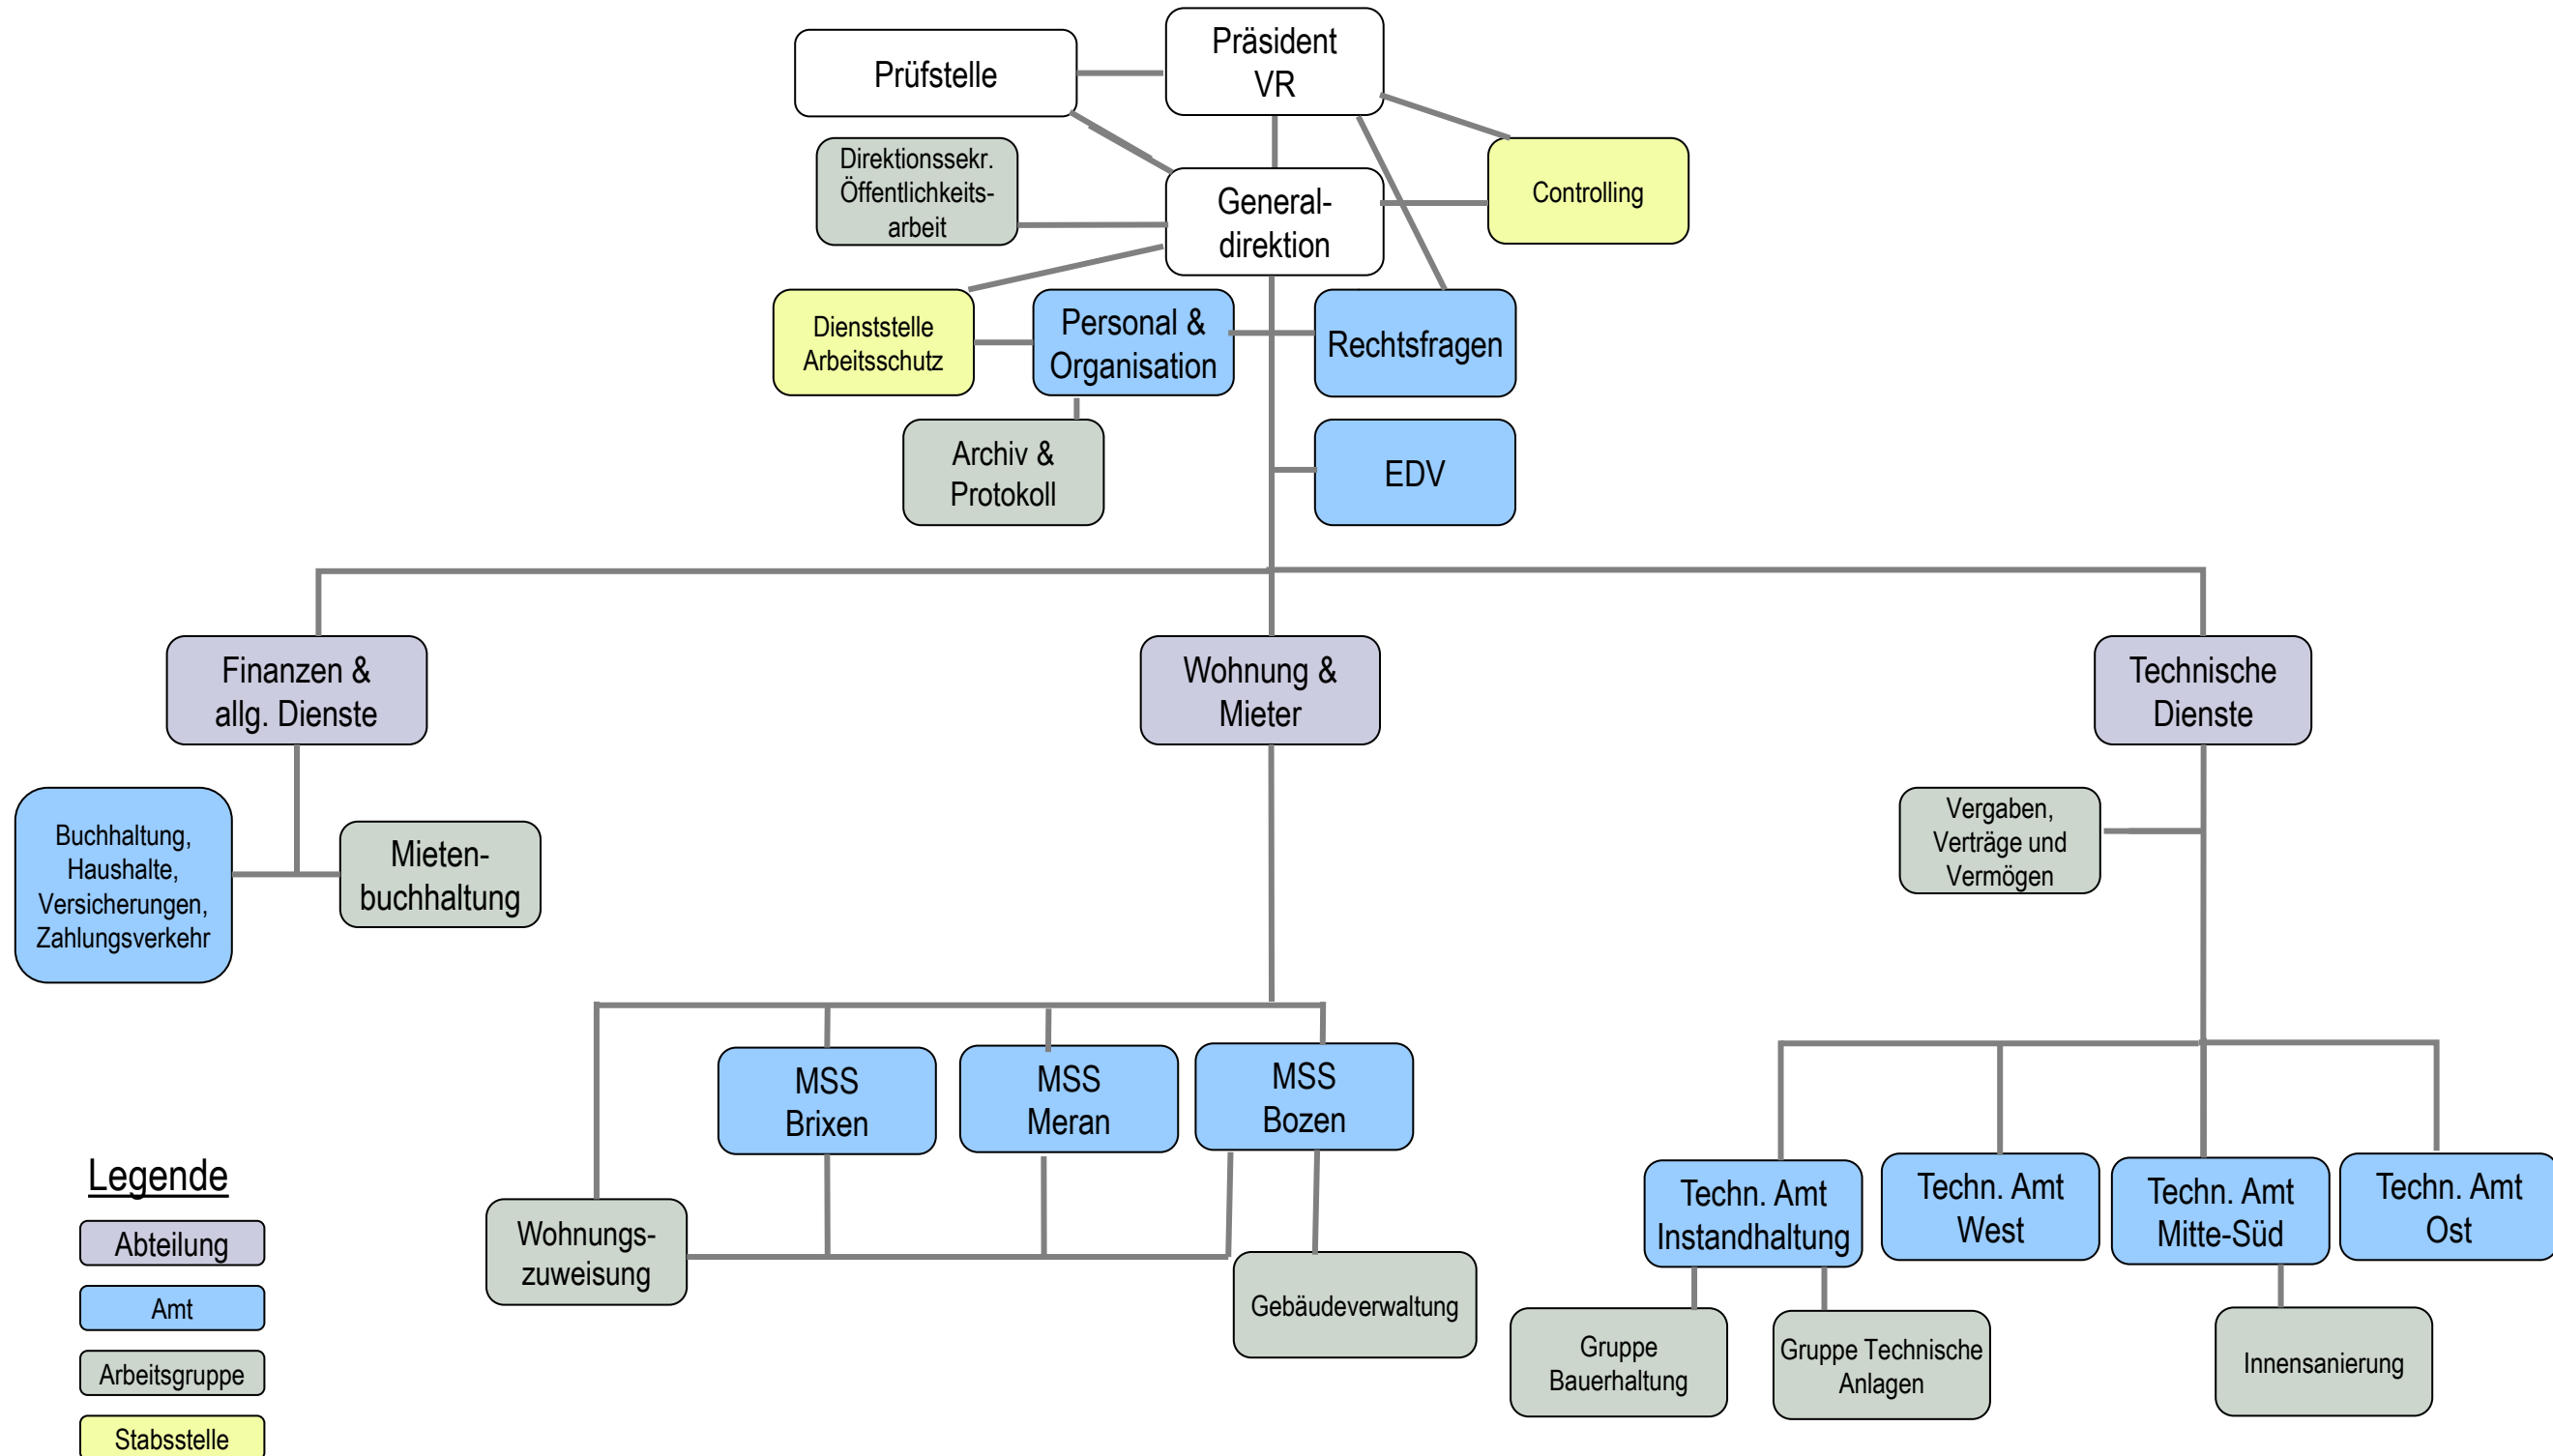 Präsident
VR
Prüfstelle
Direktionssekr.
Öffentlichkeits-
arbeit
General-
direktion
Controlling
Dienststelle
Arbeitsschutz
Personal &
Organisation
Rechtsfragen
Archiv &
Protokoll
EDV
Finanzen &
allg. Dienste
Wohnung &
Mieter
Technische
Dienste
Buchhaltung,
Haushalte,
Versicherungen,
Zahlungsverkehr
Mieten-
buchhaltung
Vergaben,
Verträge und
Vermögen
MSS
Brixen
MSS
Meran
MSS
Bozen
Wohnungs-
zuweisung
Gebäudeverwaltung
Techn. Amt
Instandhaltung
Techn. Amt
West
Techn. Amt
Mitte-Süd
Techn. Amt
Ost
Gruppe
Bauerhaltung
Gruppe Technische
Anlagen
Innensanierung
Legende
Abteilung
Amt
Arbeitsgruppe
Stabsstelle